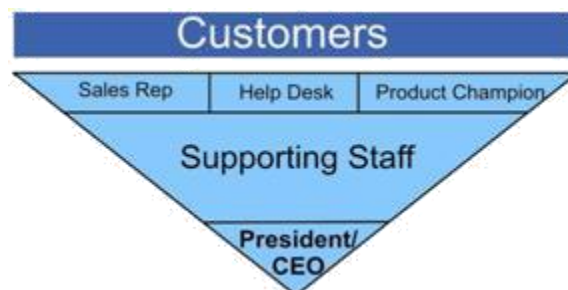 Customers
Sales Rep Help Desk Product Champion
Supporting Staff
President/
CEO